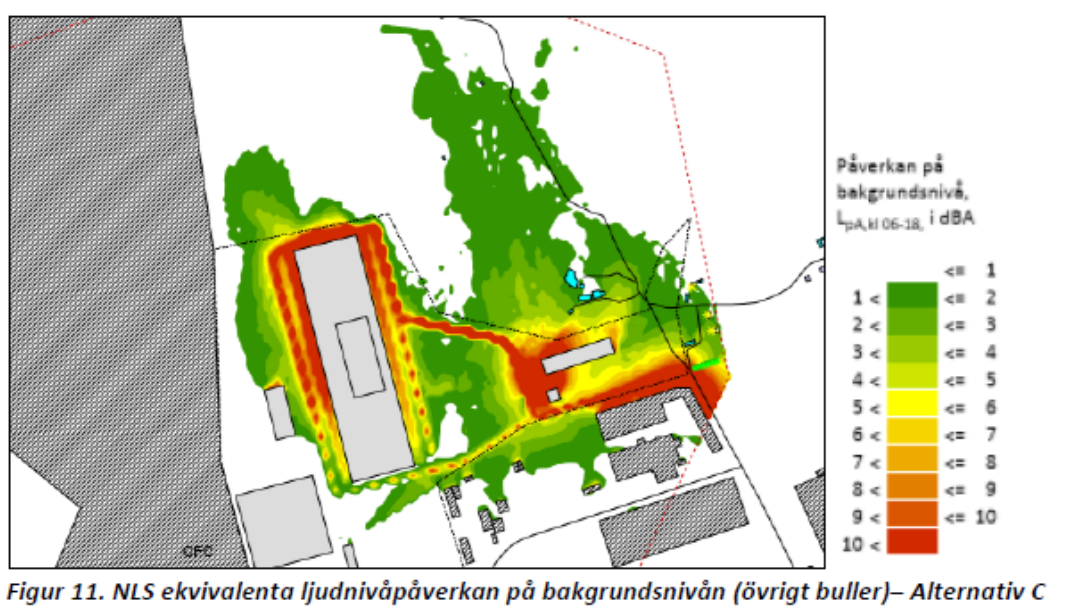 Påverkan på
bakgrundsnivå,
LpA,kl 06-18, i dBA
<= 1
1 < <= 2
2 < <= 3
3 < <= 4
4 < <= 5
5 < <= 6
6 < <= 7
7 < <= 8
8 < <= 9
9 < <= 10
10 <
CFC
Figur 11. NLS ekvivalenta ljudnivåpåverkan på bakgrundsnivån (övrigt buller)– Alternativ C